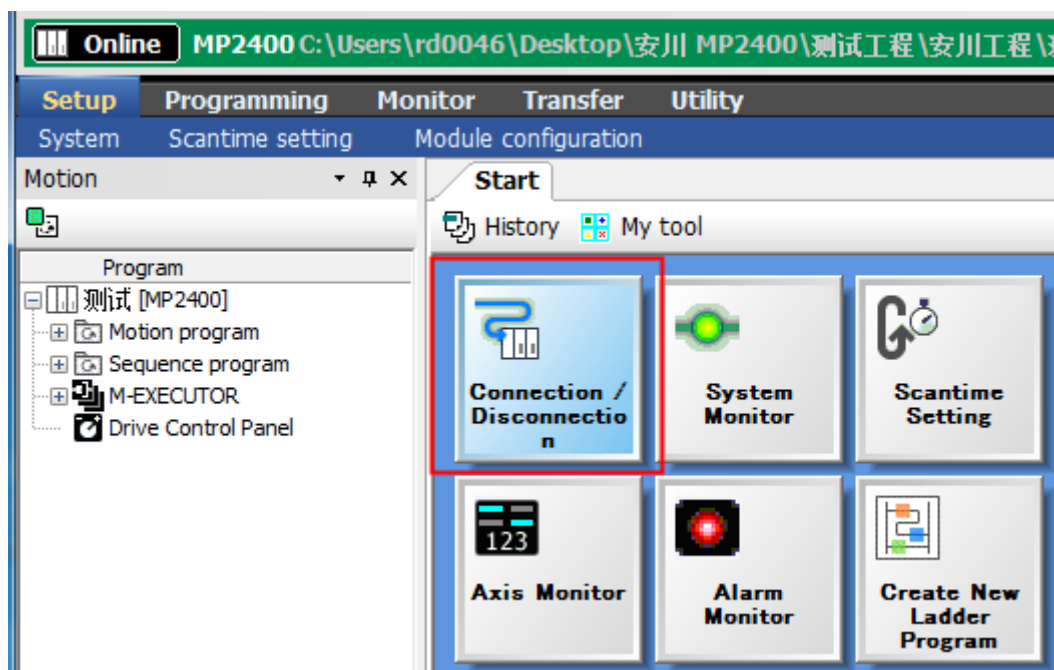 Online MP2400 C:\Users\rd0046\Desktop\安川 MP2400\测试工程\安川工程\
Setup Programming Monitor Transfer Utility
System Scantime setting Module configuration
Motion
Start
History My tool
Program
测试 [MP2400]
Motion program
Sequence program
M-EXECUTOR
Drive Control Panel
Connection /
Disconnectio
n
System
Monitor
Scantime
Setting
123
Axis Monitor
Alarm
Monitor
Create New
Ladder
Program